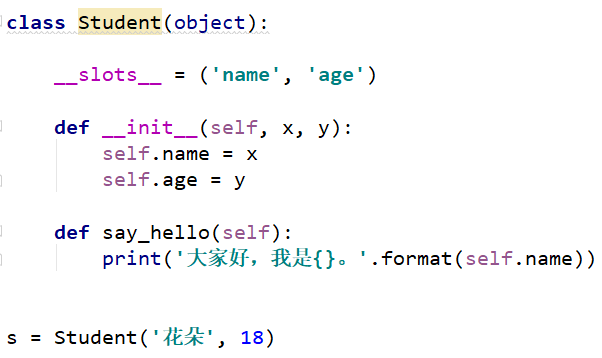 class Student(object):
    __slots__ = ('name', 'age')
    def __init__(self, x, y):
        self.name = x
        self.age = y
    def say_hello(self):
        print('大家好，我是{}。'.format(self.name))
s = Student('花朵', 18)